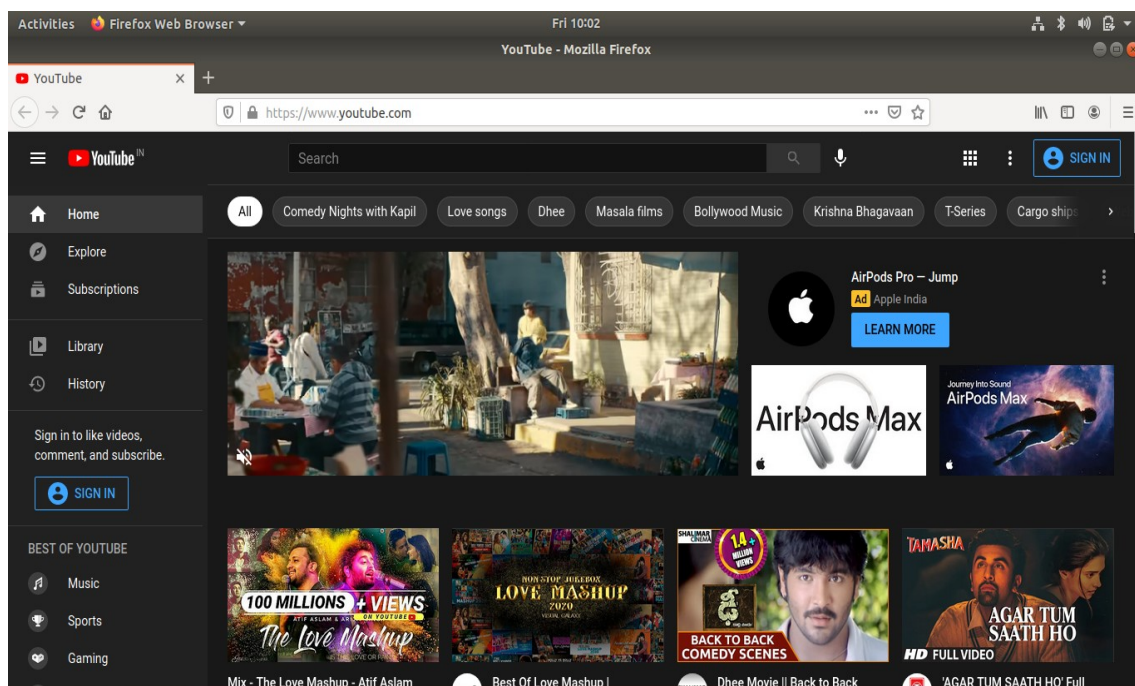 Activities Firefox Web Browser Fri 10:02
YouTube - Mozilla Firefox
YouTube
https://www.youtube.com
YouTube IN
Search
SIGN IN
Home
Explore
Subscriptions
Library
History
Sign in to like videos,
comment, and subscribe.
SIGN IN
BEST OF YOUTUBE
Music
Sports
Gaming
All Comedy Nights with Kapil Love songs Dhee Masala films Bollywood Music Krishna Bhagavaan T-Series Cargo ships
AirPods Pro — Jump
Ad Apple India
LEARN MORE
AirPods Max
Journey Into Sound
AirPods Max
100 MILLIONS + VIEWS
ON YOUTUBE
The Love Mashup
NON STOP JUKEBOX
LOVE MASHUP
2020
VISUAL GALAXY
SHALIMAR
CINEMA
1.4+
MILLION
VIEWS
ఢీ
BACK TO BACK
COMEDY SCENES
TAMASHA
AGAR TUM
SAATH HO
HD FULL VIDEO
Mix - The Love Mashup - Atif Aslam
Best Of Love Mashup |
Dhee Movie || Back to Back
'AGAR TUM SAATH HO' Full